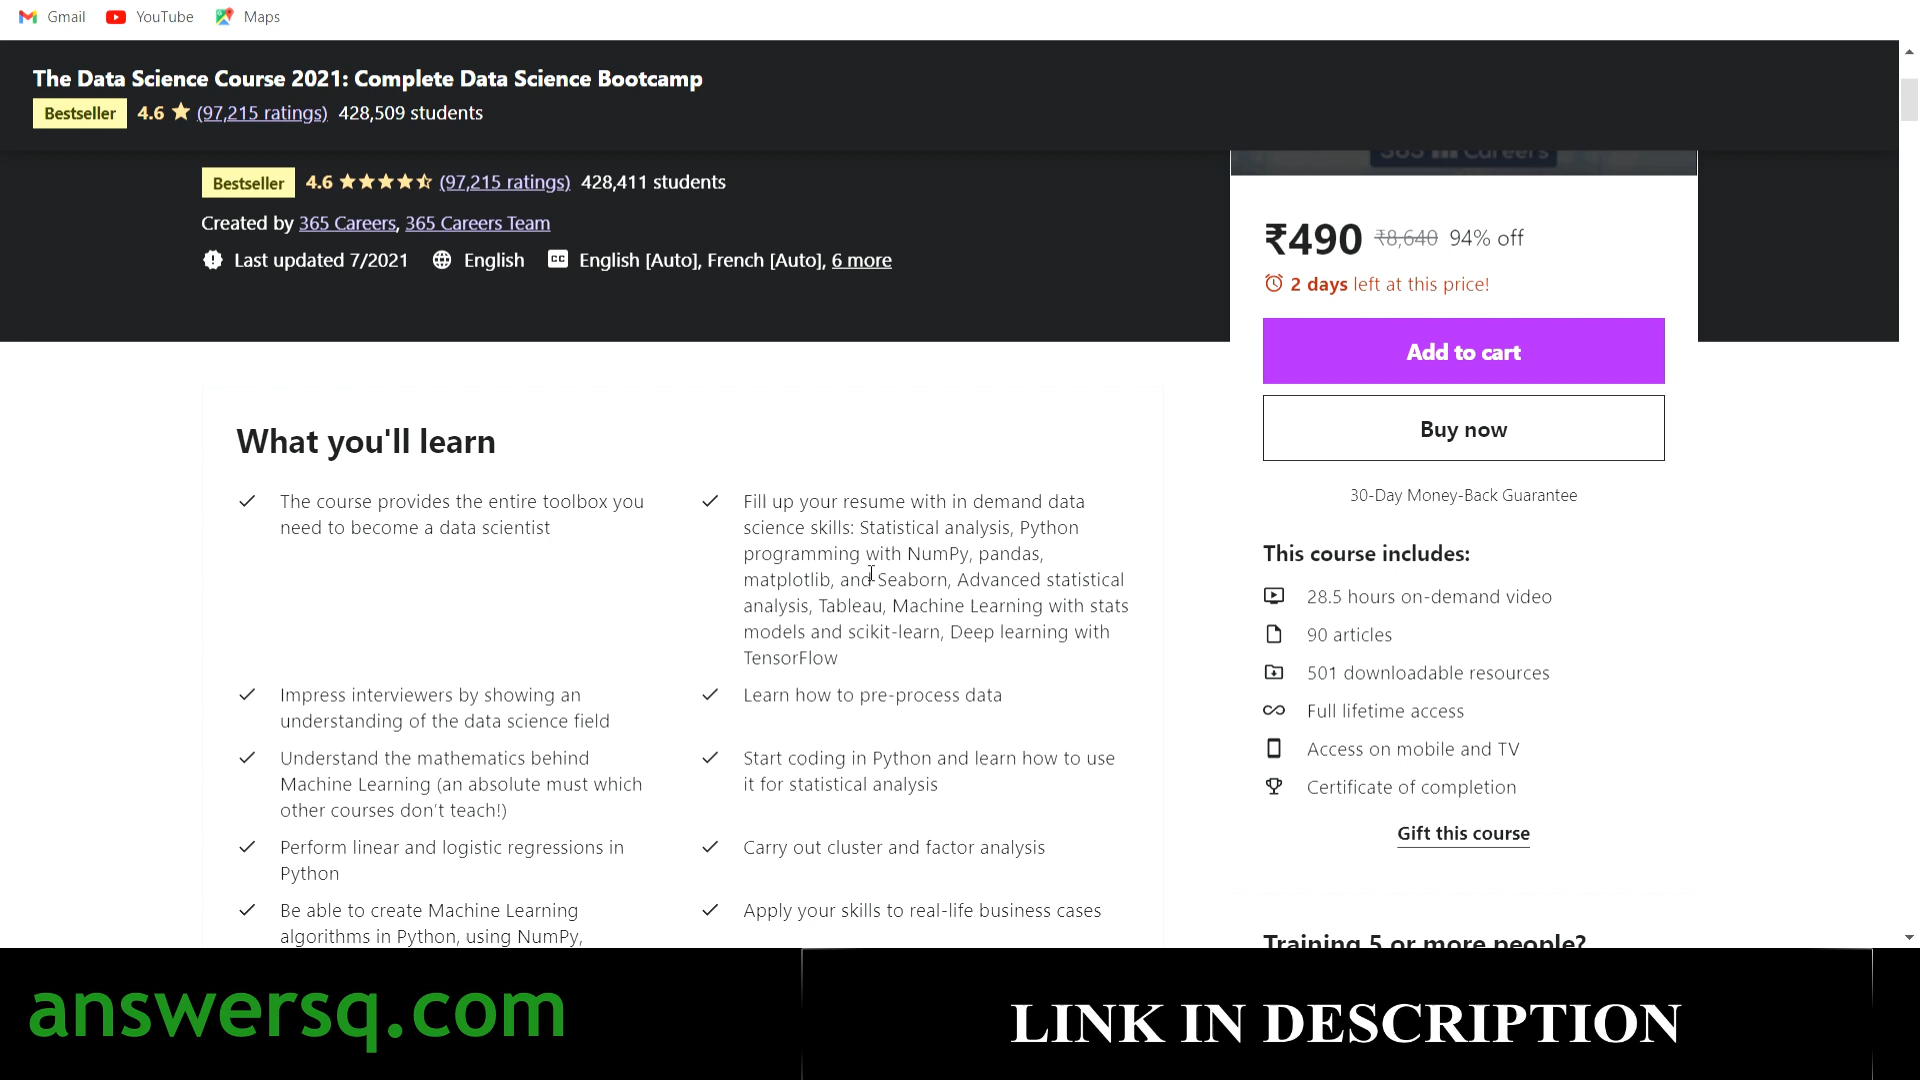 Gmail YouTube Maps
The Data Science Course 2021: Complete Data Science Bootcamp
Bestseller 4.6 (97,215 ratings) 428,509 students
Bestseller 4.6 (97,215 ratings) 428,411 students
Created by 365 Careers, 365 Careers Team
Last updated 7/2021 English CC English [Auto], French [Auto], 6 more
365 Careers
₹490 ₹8,640 94% off
2 days left at this price!
Add to cart
Buy now
30-Day Money-Back Guarantee
This course includes:
28.5 hours on-demand video
90 articles
501 downloadable resources
Full lifetime access
Access on mobile and TV
Certificate of completion
Gift this course
Training 5 or more people?
What you'll learn
The course provides the entire toolbox you
need to become a data scientist
Fill up your resume with in demand data
science skills: Statistical analysis, Python
programming with NumPy, pandas,
matplotlib, and Seaborn, Advanced statistical
analysis, Tableau, Machine Learning with stats
models and scikit-learn, Deep learning with
TensorFlow
Impress interviewers by showing an
understanding of the data science field
Learn how to pre-process data
Understand the mathematics behind
Machine Learning (an absolute must which
other courses don't teach!)
Start coding in Python and learn how to use
it for statistical analysis
Perform linear and logistic regressions in
Python
Carry out cluster and factor analysis
Be able to create Machine Learning
algorithms in Python, using NumPy,
Apply your skills to real-life business cases
answersq.com
LINK IN DESCRIPTION